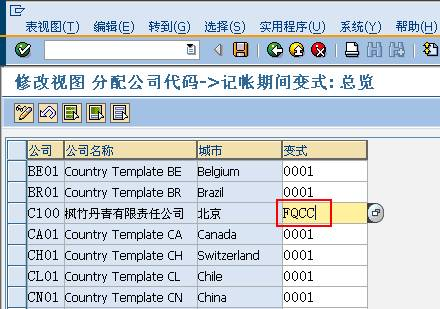 表视图(T) 编辑(E) 转到(G) 选择(S) 实用程序(U) 系统(Y) 帮助(H)
修改视图 分配公司代码->记帐期间变式: 总览
公司 公司名称 城市 变式
BE01 Country Template BE Belgium 0001
BR01 Country Template BR Brazil 0001
C100 枫竹丹青有限责任公司 北京 FQCC
CA01 Country Template CA Canada 0001
CH01 Country Template CH Switzerland 0001
CL01 Country Template CL Chile 0001
CN01 Country Template CN China 0001